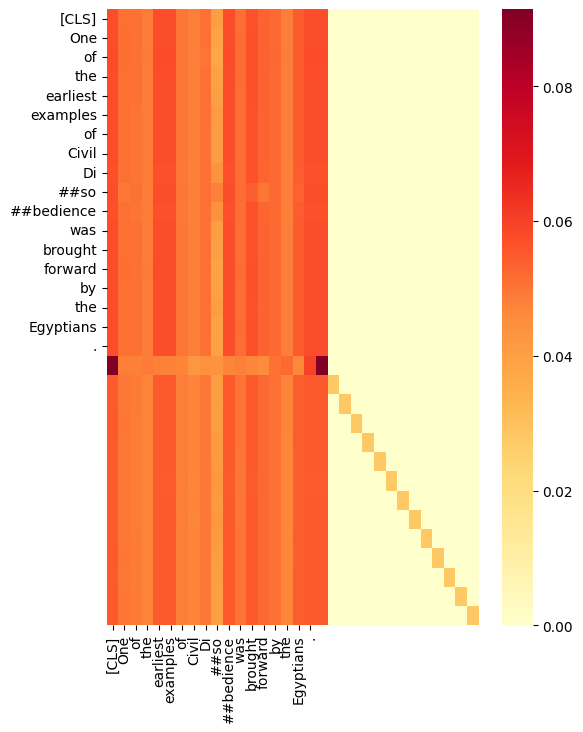 [CLS]
One
of
the
earliest
examples
of
Civil
Di
##so
##bedience
was
brought
forward
by
the
Egyptians
.
0.08
0.06
0.04
0.02
0.00
[CLS]
One
of
the
earliest
examples
of
Civil
Di
##so
##bedience
was
brought
forward
by
the
Egyptians
.